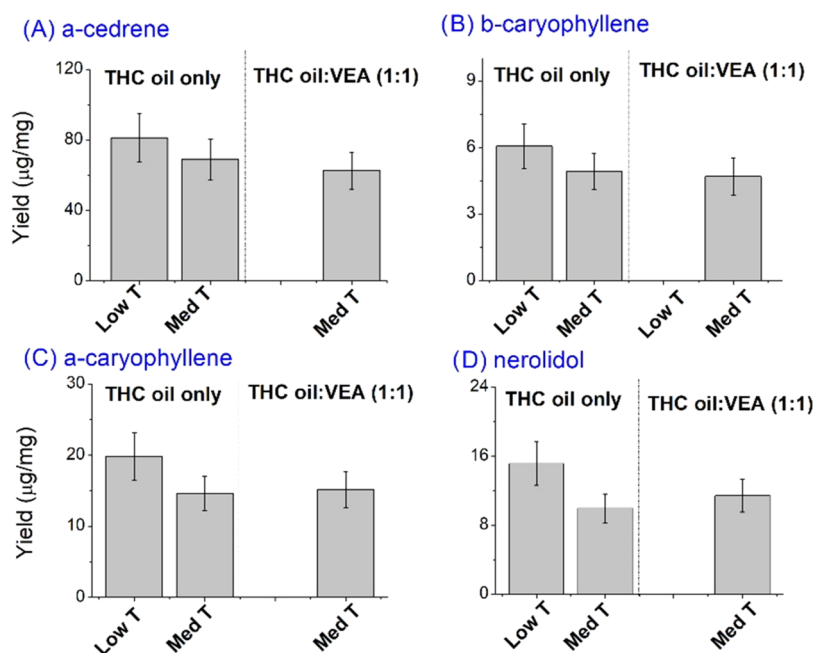 (A) a-cedrene
THC oil only
THC oil:VEA (1:1)
120
80
40
0
Yield (µg/mg)
Low T
Med T
Med T
(B) b-caryophyllene
THC oil only
THC oil:VEA (1:1)
9
6
3
0
Low T
Med T
Low T
Med T
(C) a-caryophyllene
THC oil only
THC oil:VEA (1:1)
30
20
10
0
Yield (µg/mg)
Low T
Med T
Med T
(D) nerolidol
THC oil only
THC oil:VEA (1:1)
24
16
8
0
Low T
Med T
Med T